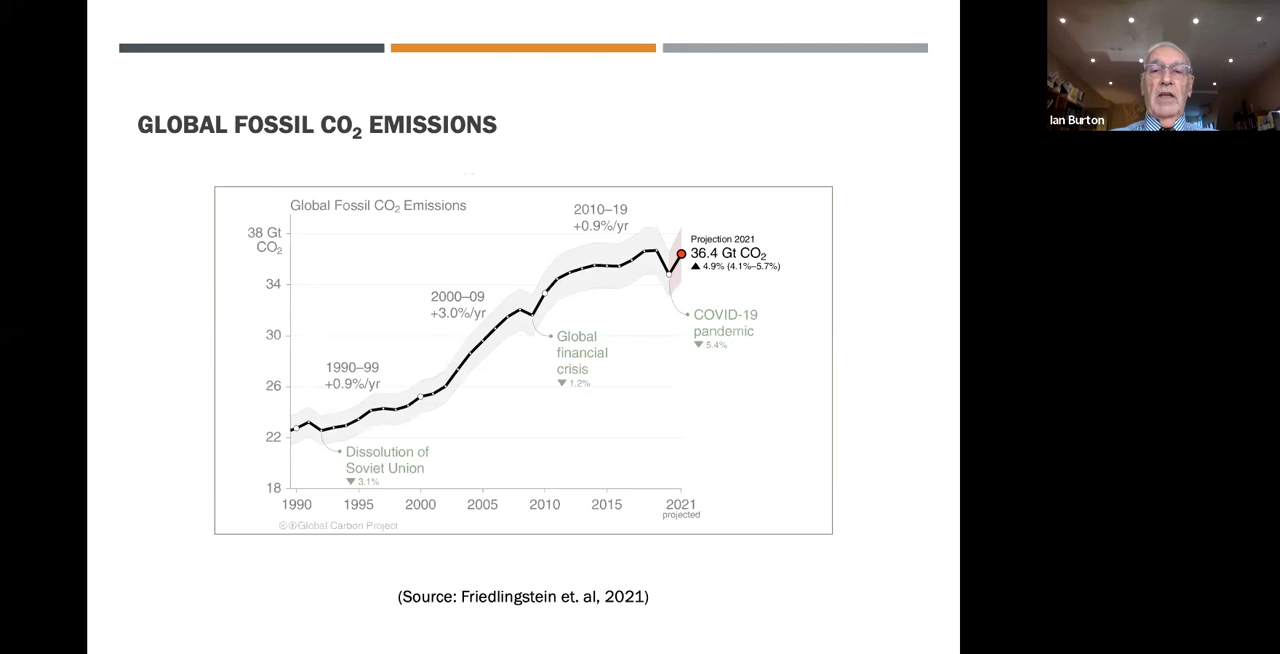 GLOBAL FOSSIL CO₂ EMISSIONS
Ian Burton
Global Fossil CO₂ Emissions
38 Gt
CO₂
34
30
26
22
18
1990–99
+0.9%/yr
2000–09
+3.0%/yr
2010–19
+0.9%/yr
Projection 2021
36.4 Gt CO₂
▲ 4.9% (4.1%–5.7%)
COVID-19
pandemic
▼ 5.4%
Global
financial
crisis
▼ 1.2%
Dissolution of
Soviet Union
▼ 3.1%
1990 1995 2000 2005 2010 2015 2021
projected
Global Carbon Project
(Source: Friedlingstein et. al, 2021)